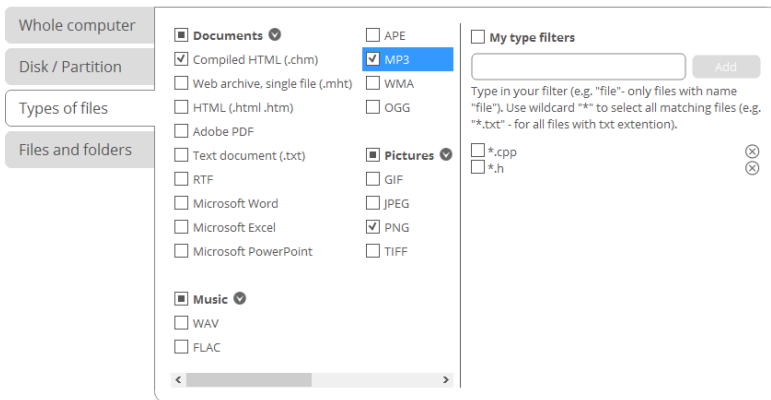 Whole computer
Disk / Partition
Types of files
Files and folders
Documents
Compiled HTML (.chm)
Web archive, single file (.mht)
HTML (.html .htm)
Adobe PDF
Text document (.txt)
RTF
Microsoft Word
Microsoft Excel
Microsoft PowerPoint
Music
WAV
FLAC
APE
MP3
WMA
OGG
Pictures
GIF
JPEG
PNG
TIFF
My type filters
Add
Type in your filter (e.g. "file"- only files with name
"file"). Use wildcard "*" to select all matching files (e.g.
"*.txt" - for all files with txt extention).
*.cpp
*.h